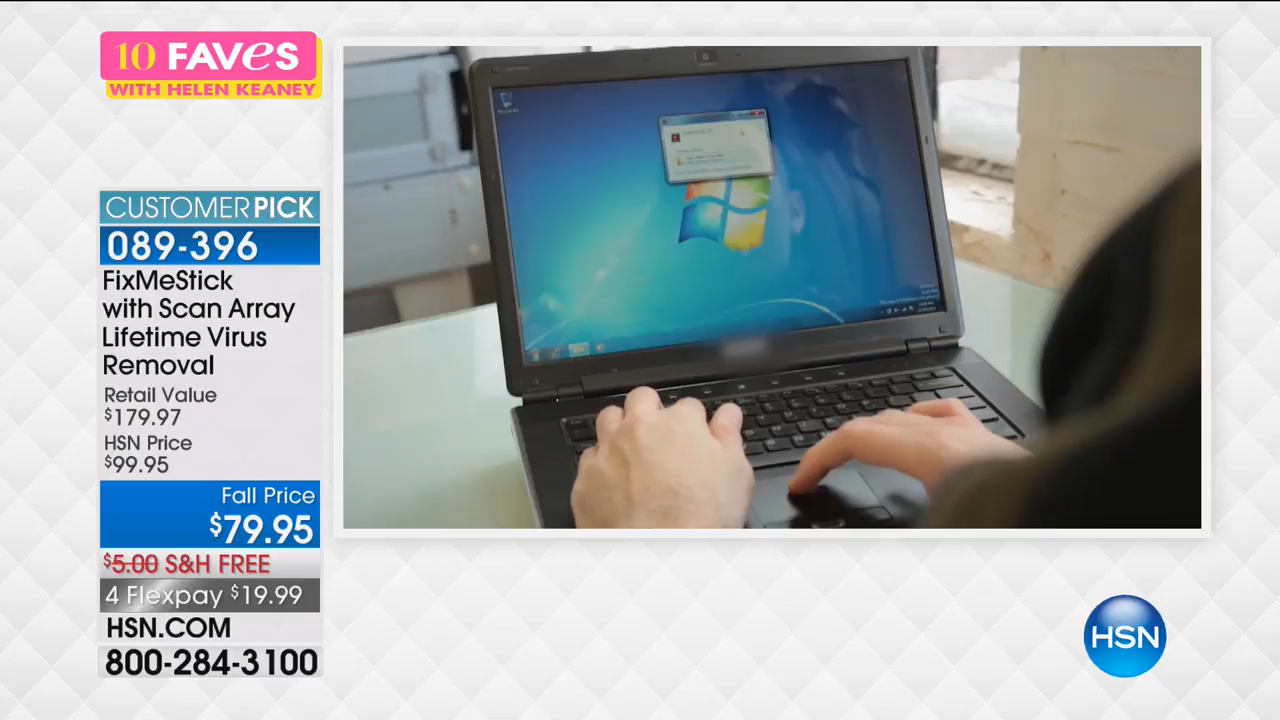 10 FAVES
WITH HELEN KEANEY
CUSTOMER PICK
089-396
FixMeStick
with Scan Array
Lifetime Virus
Removal
Retail Value
$179.97
HSN Price
$99.95
Fall Price
$79.95
$5.00 S&H FREE
4 Flexpay $19.99
HSN.COM
800-284-3100
HSN